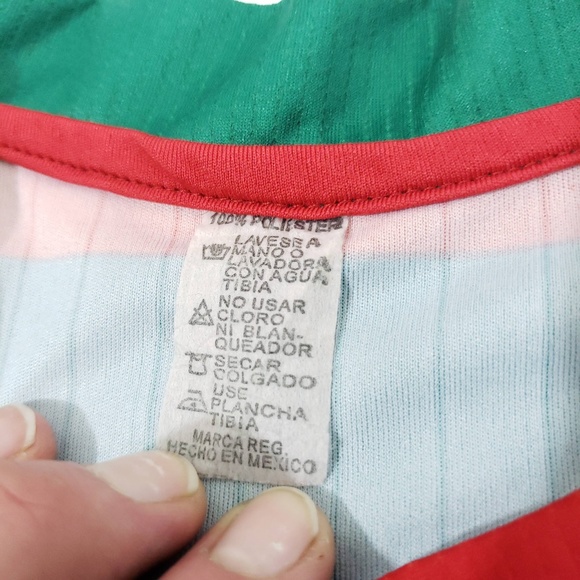 100% POLIESTER
LAVESE A
MANO O
LAVADORA
CON AGUA
TIBIA
NO USAR
CLORO
NI BLAN-
QUEADOR
SECAR
COLGADO
USE
PLANCHA
TIBIA
MARCA REG
HECHO EN MEXICO